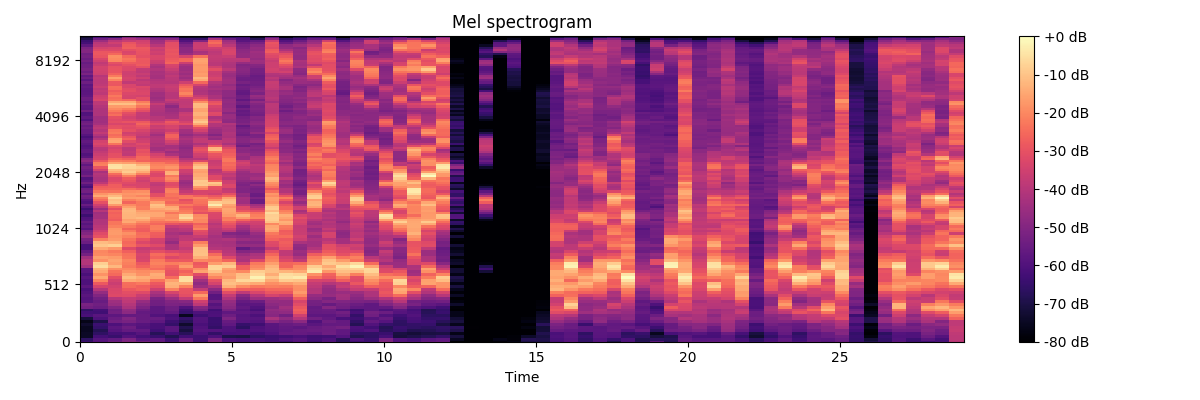 Mel spectrogram
Hz
8192
4096
2048
1024
512
0
0 5 10 15 20 25
Time
+0 dB
-10 dB
-20 dB
-30 dB
-40 dB
-50 dB
-60 dB
-70 dB
-80 dB